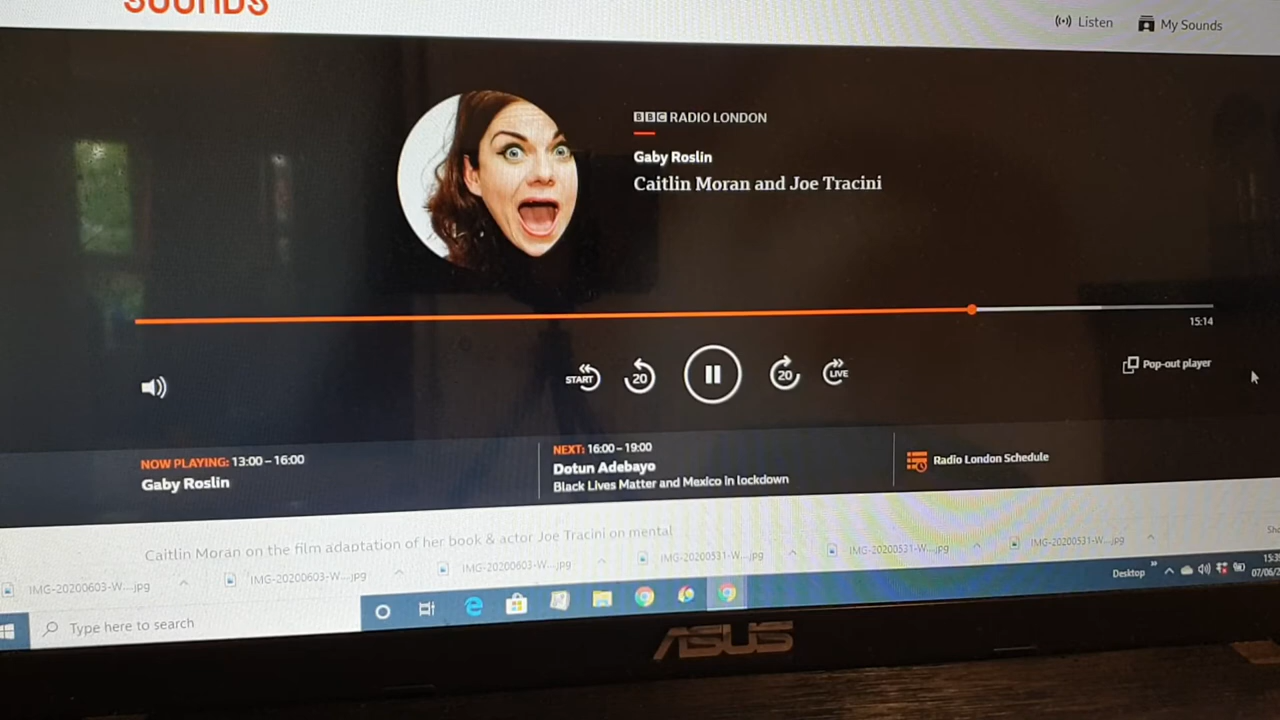 SOUNDS
Listen
My Sounds
BBC RADIO LONDON
Gaby Roslin
Caitlin Moran and Joe Tracini
15:14
START
20
20
LIVE
Pop-out player
NOW PLAYING: 13:00 – 16:00
Gaby Roslin
NEXT: 16:00 – 19:00
Dotun Adebayo
Black Lives Matter and Mexico in lockdown
Radio London Schedule
Caitlin Moran on the film adaptation of her book & actor Joe Tracini on mental
IMG-20200603-W....jpg
IMG-20200603-W....jpg
IMG-20200603-W....jpg
IMG-20200531-W....jpg
IMG-20200531-W....jpg
IMG-20200531-W....jpg
Type here to search
Desktop
07/06/2
ASUS